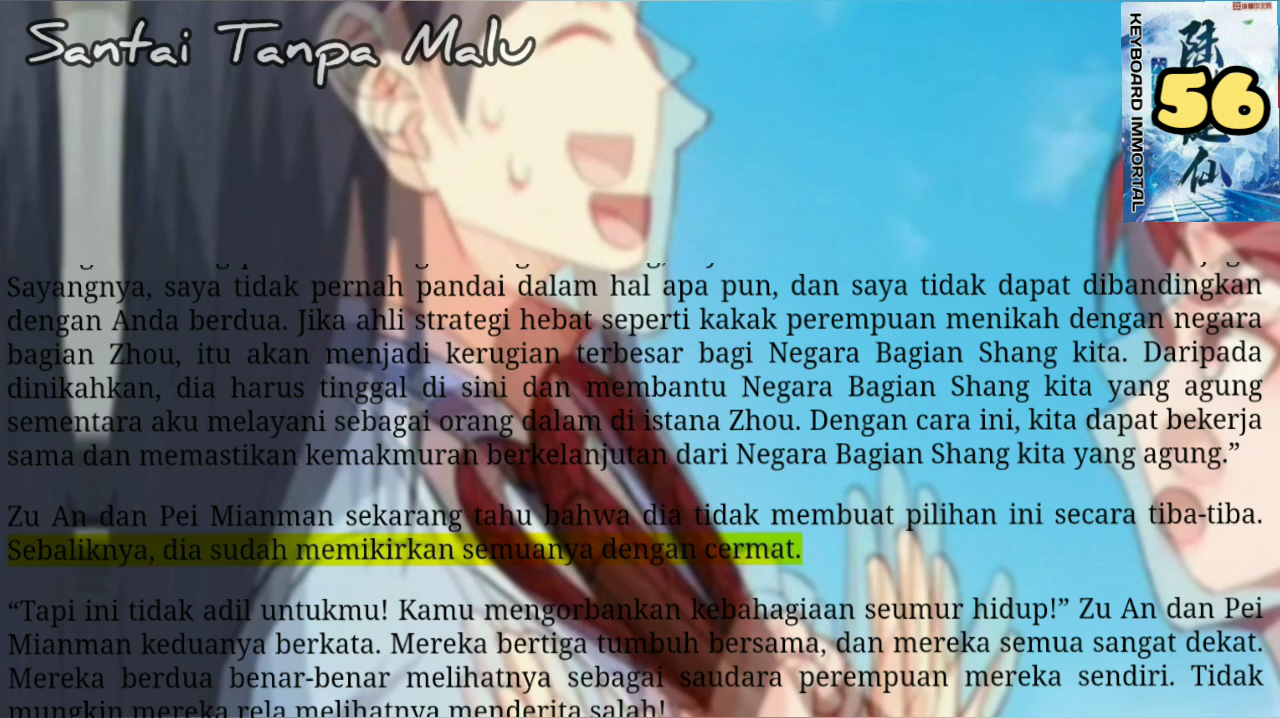 Santai Tanpa Malu
KEYBOARD IMMORTAL
56
仙
Sayangnya, saya tidak pernah pandai dalam hal apa pun, dan saya tidak dapat dibandingkan
dengan Anda berdua. Jika ahli strategi hebat seperti kakak perempuan menikah dengan negara
bagian Zhou, itu akan menjadi kerugian terbesar bagi Negara Bagian Shang kita. Daripada
dinikahkan, dia harus tinggal di sini dan membantu Negara Bagian Shang kita yang agung
sementara aku melayani sebagai orang dalam di istana Zhou. Dengan cara ini, kita dapat bekerja
sama dan memastikan kemakmuran berkelanjutan dari Negara Bagian Shang kita yang agung.”
Zu An dan Pei Mianman sekarang tahu bahwa dia tidak membuat pilihan ini secara tiba-tiba.
Sebaliknya, dia sudah memikirkan semuanya dengan cermat.
“Tapi ini tidak adil untukmu! Kamu mengorbankan kebahagiaan seumur hidup!” Zu An dan Pei
Mianman keduanya berkata. Mereka bertiga tumbuh bersama, dan mereka semua sangat dekat.
Mereka berdua benar-benar melihatnya sebagai saudara perempuan mereka sendiri. Tidak
mungkin mereka rela melihatnya menderita salah!